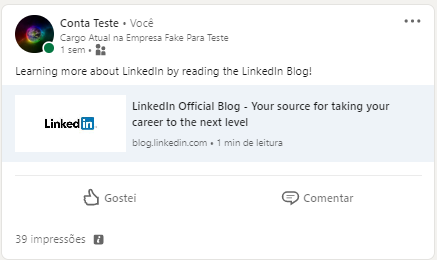 Conta Teste • Você
Cargo Atual na Empresa Fake Para Teste
1 sem •
Learning more about LinkedIn by reading the LinkedIn Blog!
Linked in
LinkedIn Official Blog - Your source for taking your
career to the next level
blog.linkedin.com • 1 min de leitura
Gostei
Comentar
39 impressões